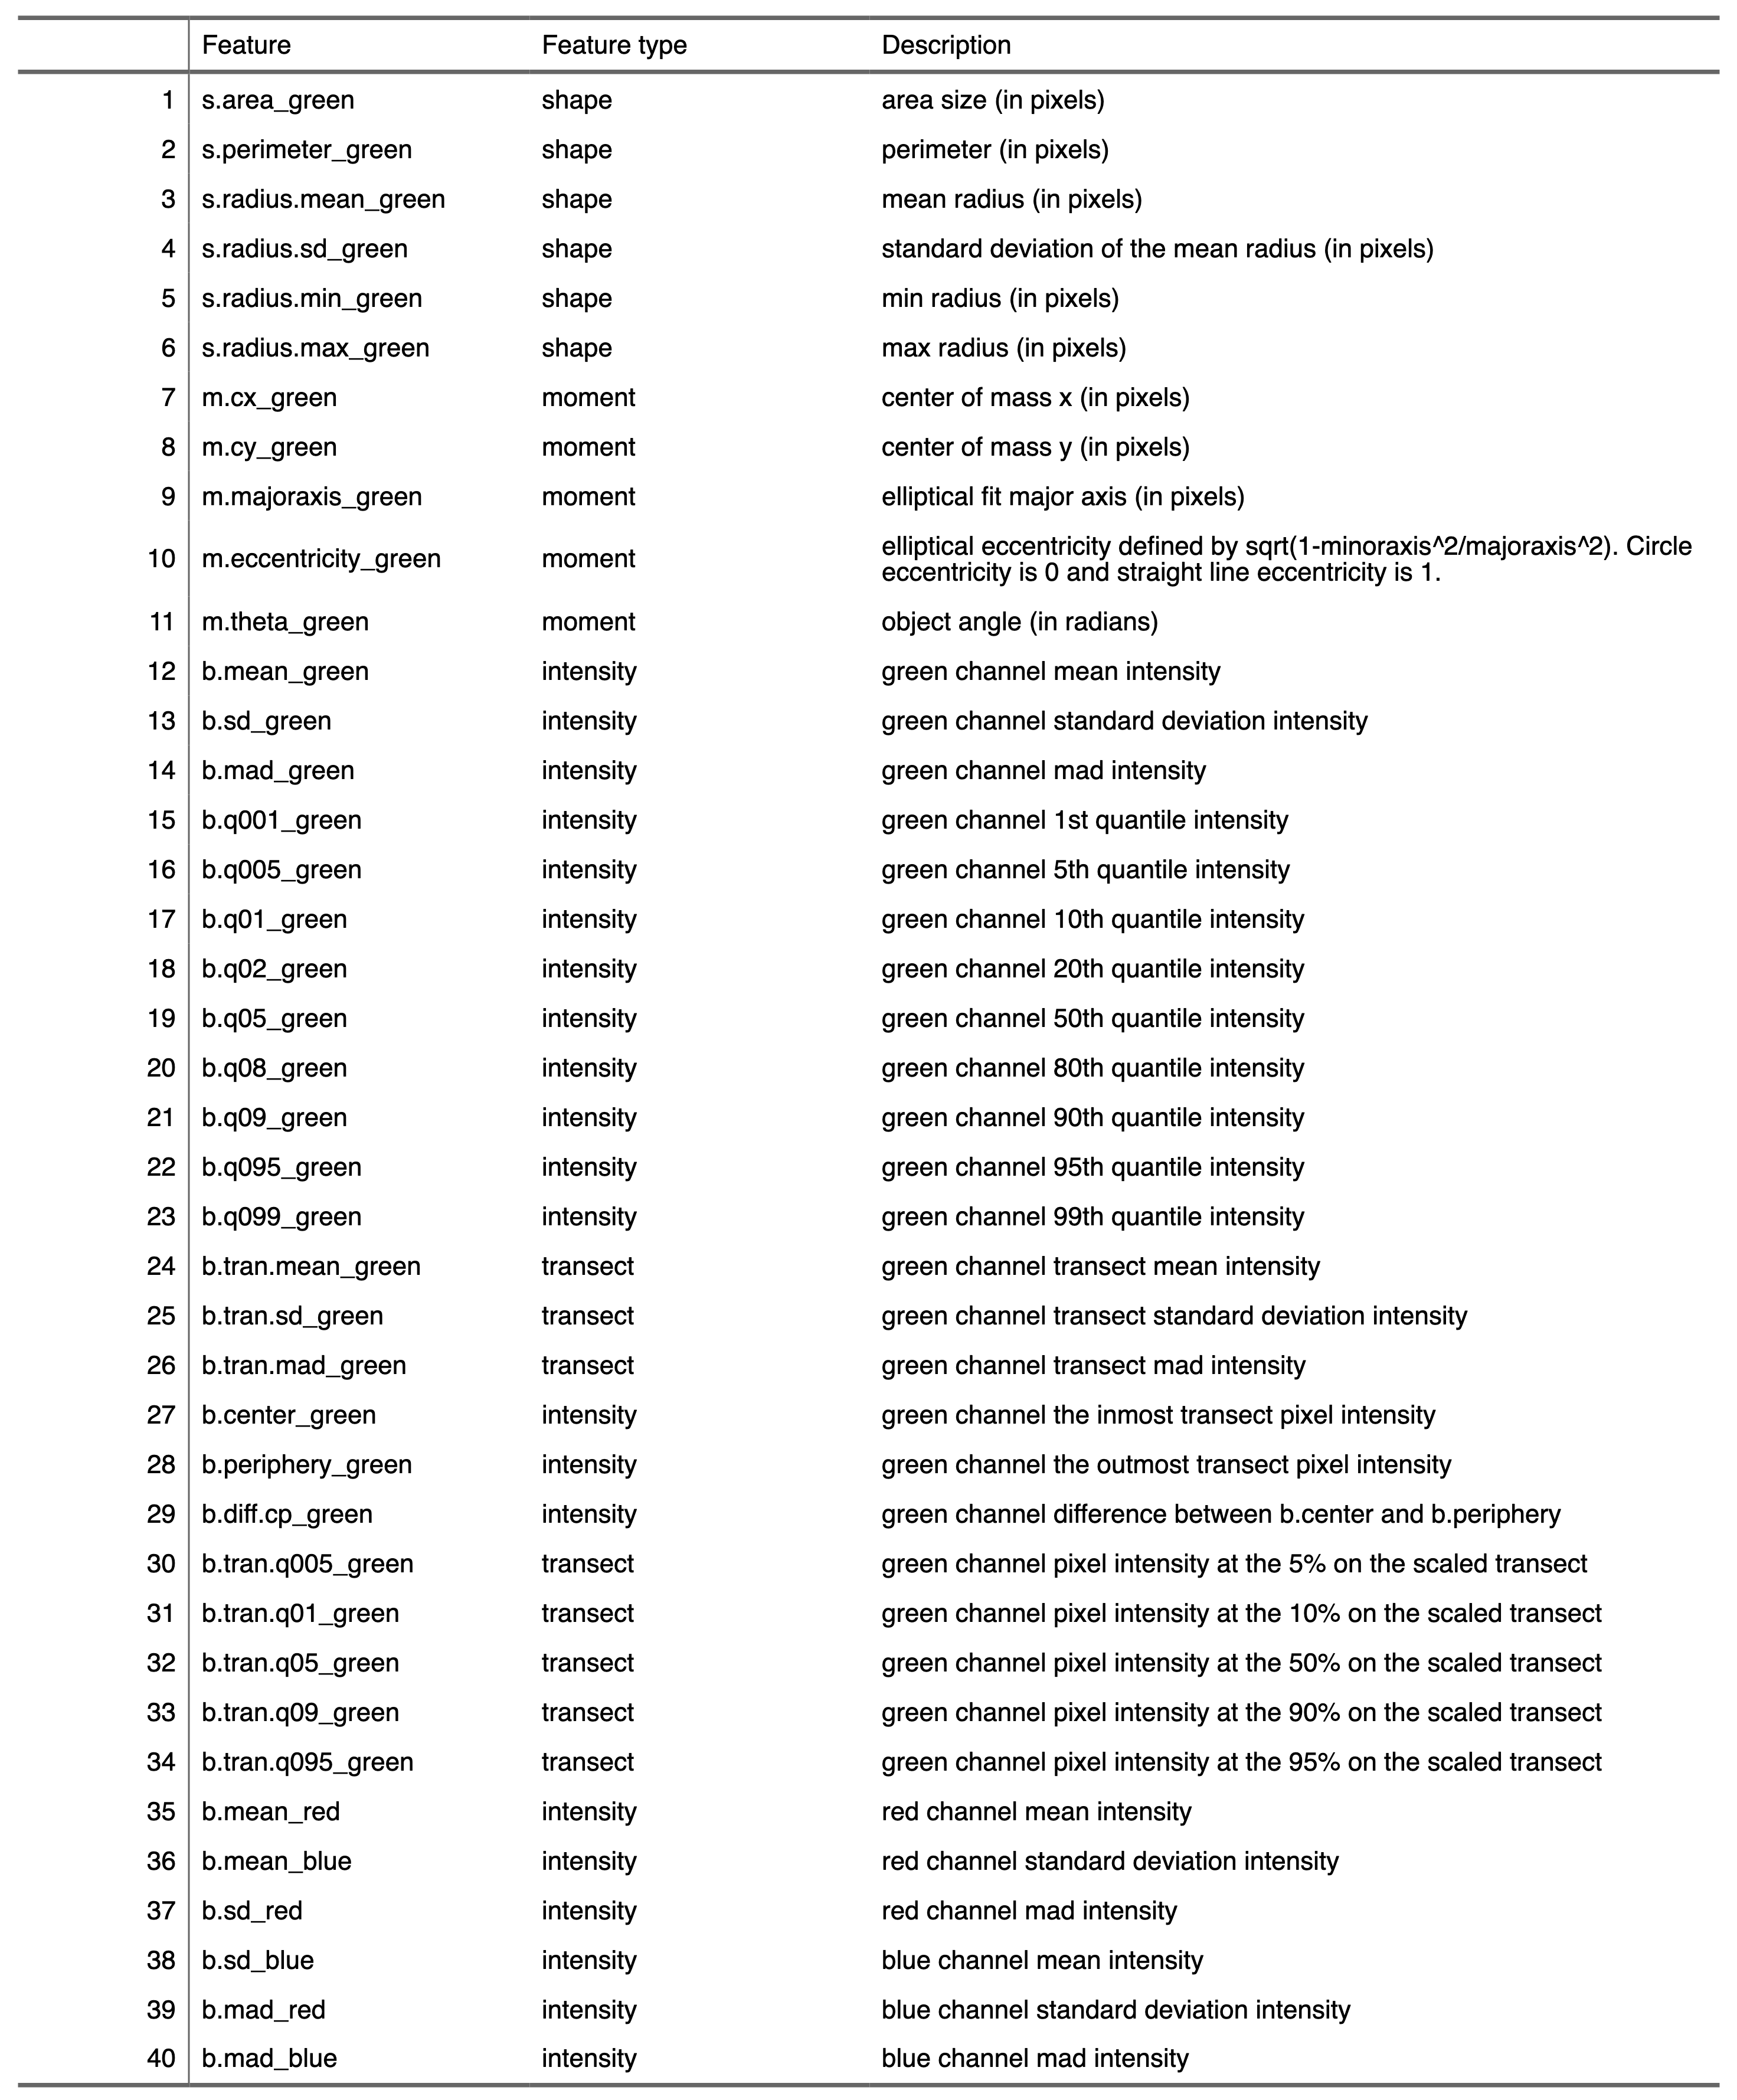 Feature Feature type Description
1 s.area_green shape area size (in pixels)
2 s.perimeter_green shape perimeter (in pixels)
3 s.radius.mean_green shape mean radius (in pixels)
4 s.radius.sd_green shape standard deviation of the mean radius (in pixels)
5 s.radius.min_green shape min radius (in pixels)
6 s.radius.max_green shape max radius (in pixels)
7 m.cx_green moment center of mass x (in pixels)
8 m.cy_green moment center of mass y (in pixels)
9 m.majoraxis_green moment elliptical fit major axis (in pixels)
10 m.eccentricity_green moment elliptical eccentricity defined by sqrt(1-minoraxis^2/majoraxis^2). Circle
eccentricity is 0 and straight line eccentricity is 1.
11 m.theta_green moment object angle (in radians)
12 b.mean_green intensity green channel mean intensity
13 b.sd_green intensity green channel standard deviation intensity
14 b.mad_green intensity green channel mad intensity
15 b.q001_green intensity green channel 1st quantile intensity
16 b.q005_green intensity green channel 5th quantile intensity
17 b.q01_green intensity green channel 10th quantile intensity
18 b.q02_green intensity green channel 20th quantile intensity
19 b.q05_green intensity green channel 50th quantile intensity
20 b.q08_green intensity green channel 80th quantile intensity
21 b.q09_green intensity green channel 90th quantile intensity
22 b.q095_green intensity green channel 95th quantile intensity
23 b.q099_green intensity green channel 99th quantile intensity
24 b.tran.mean_green transect green channel transect mean intensity
25 b.tran.sd_green transect green channel transect standard deviation intensity
26 b.tran.mad_green transect green channel transect mad intensity
27 b.center_green intensity green channel the inmost transect pixel intensity
28 b.periphery_green intensity green channel the outmost transect pixel intensity
29 b.diff.cp_green intensity green channel difference between b.center and b.periphery
30 b.tran.q005_green transect green channel pixel intensity at the 5% on the scaled transect
31 b.tran.q01_green transect green channel pixel intensity at the 10% on the scaled transect
32 b.tran.q05_green transect green channel pixel intensity at the 50% on the scaled transect
33 b.tran.q09_green transect green channel pixel intensity at the 90% on the scaled transect
34 b.tran.q095_green transect green channel pixel intensity at the 95% on the scaled transect
35 b.mean_red intensity red channel mean intensity
36 b.mean_blue intensity red channel standard deviation intensity
37 b.sd_red intensity red channel mad intensity
38 b.sd_blue intensity blue channel mean intensity
39 b.mad_red intensity blue channel standard deviation intensity
40 b.mad_blue intensity blue channel mad intensity